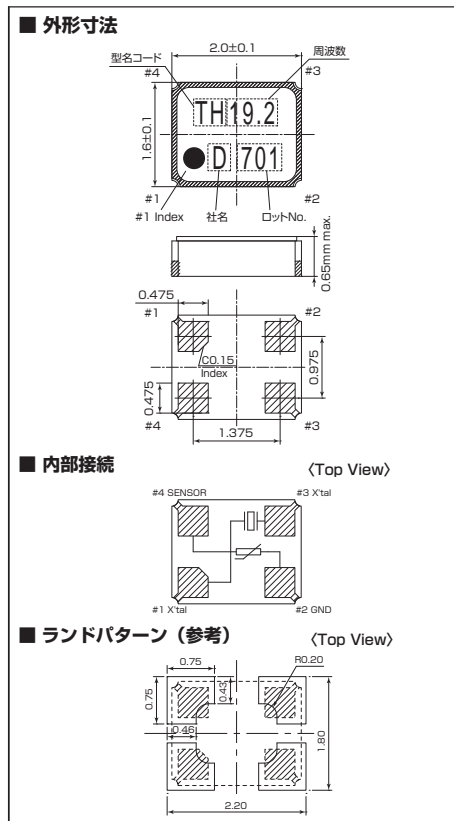 ■ 外形寸法
2.0±0.1
型名コード
周波数
#4
#3
TH 19.2
1.6±0.1
D 701
#1
#2
#1 Index
社名
ロットNo.
0.65mm max.
0.475
#1
#2
C0.15
Index
0.975
0.475
#4
#3
1.375
■ 内部接続
〈Top View〉
#4 SENSOR
#3 X'tal
#1 X'tal
#2 GND
■ ランドパターン（参考）
〈Top View〉
0.75
R0.20
0.75
0.43
0.46
1.80
2.20